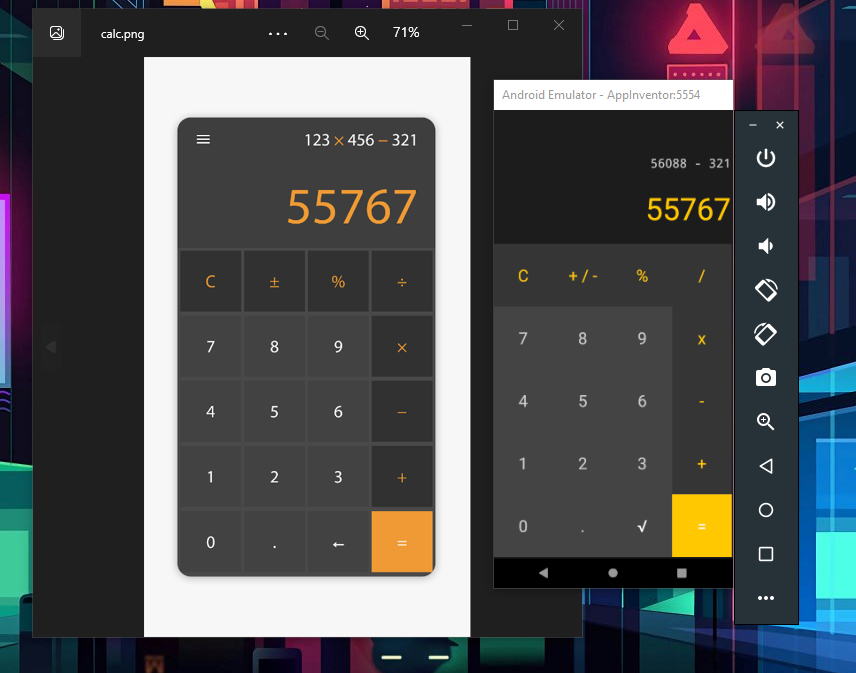 calc.png
71%
123 × 456 − 321
55767
C ± % ÷
7 8 9 ×
4 5 6 −
1 2 3 +
0 . ← =
Android Emulator - AppInventor:5554
56088 - 321
55767
C +/- % /
7 8 9 x
4 5 6 -
1 2 3 +
0 . √ =